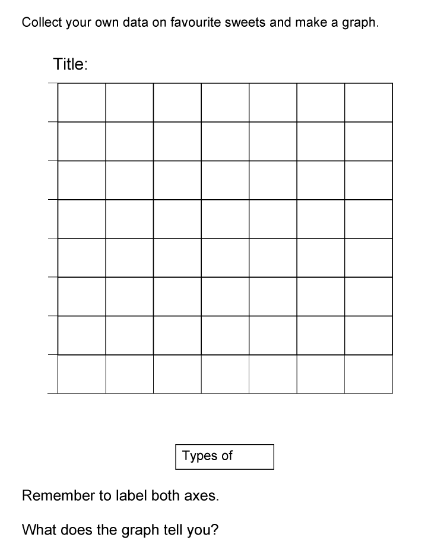 Collect your own data on favourite sweets and make a graph.
Title:
Types of
Remember to label both axes.
What does the graph tell you?